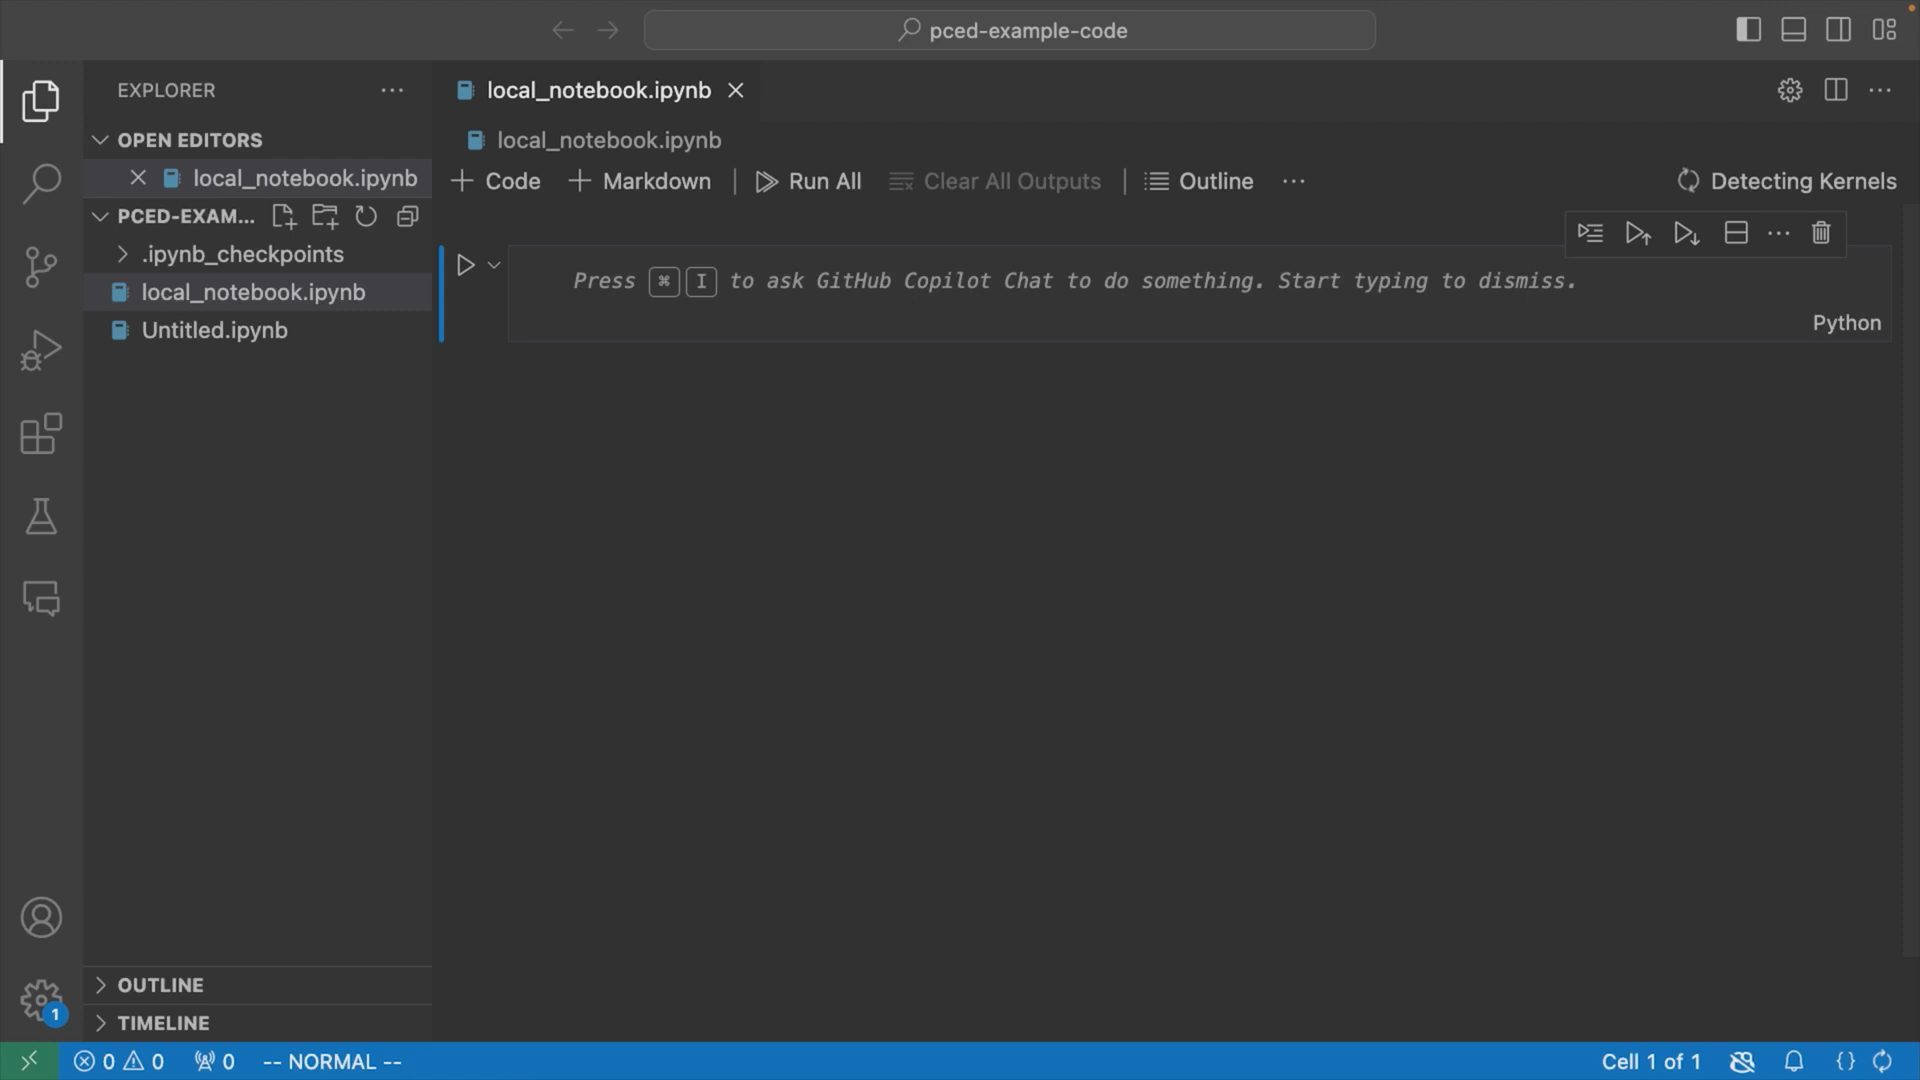 pced-example-code
EXPLORER
local_notebook.ipynb
OPEN EDITORS
local_notebook.ipynb
local_notebook.ipynb
Code
Markdown
Run All
Clear All Outputs
Outline
Detecting Kernels
PCED-EXAM...
.ipynb_checkpoints
local_notebook.ipynb
Untitled.ipynb
Press ⌘ I to ask GitHub Copilot Chat to do something. Start typing to dismiss.
Python
OUTLINE
TIMELINE
1
0 0 0 -- NORMAL --
Cell 1 of 1